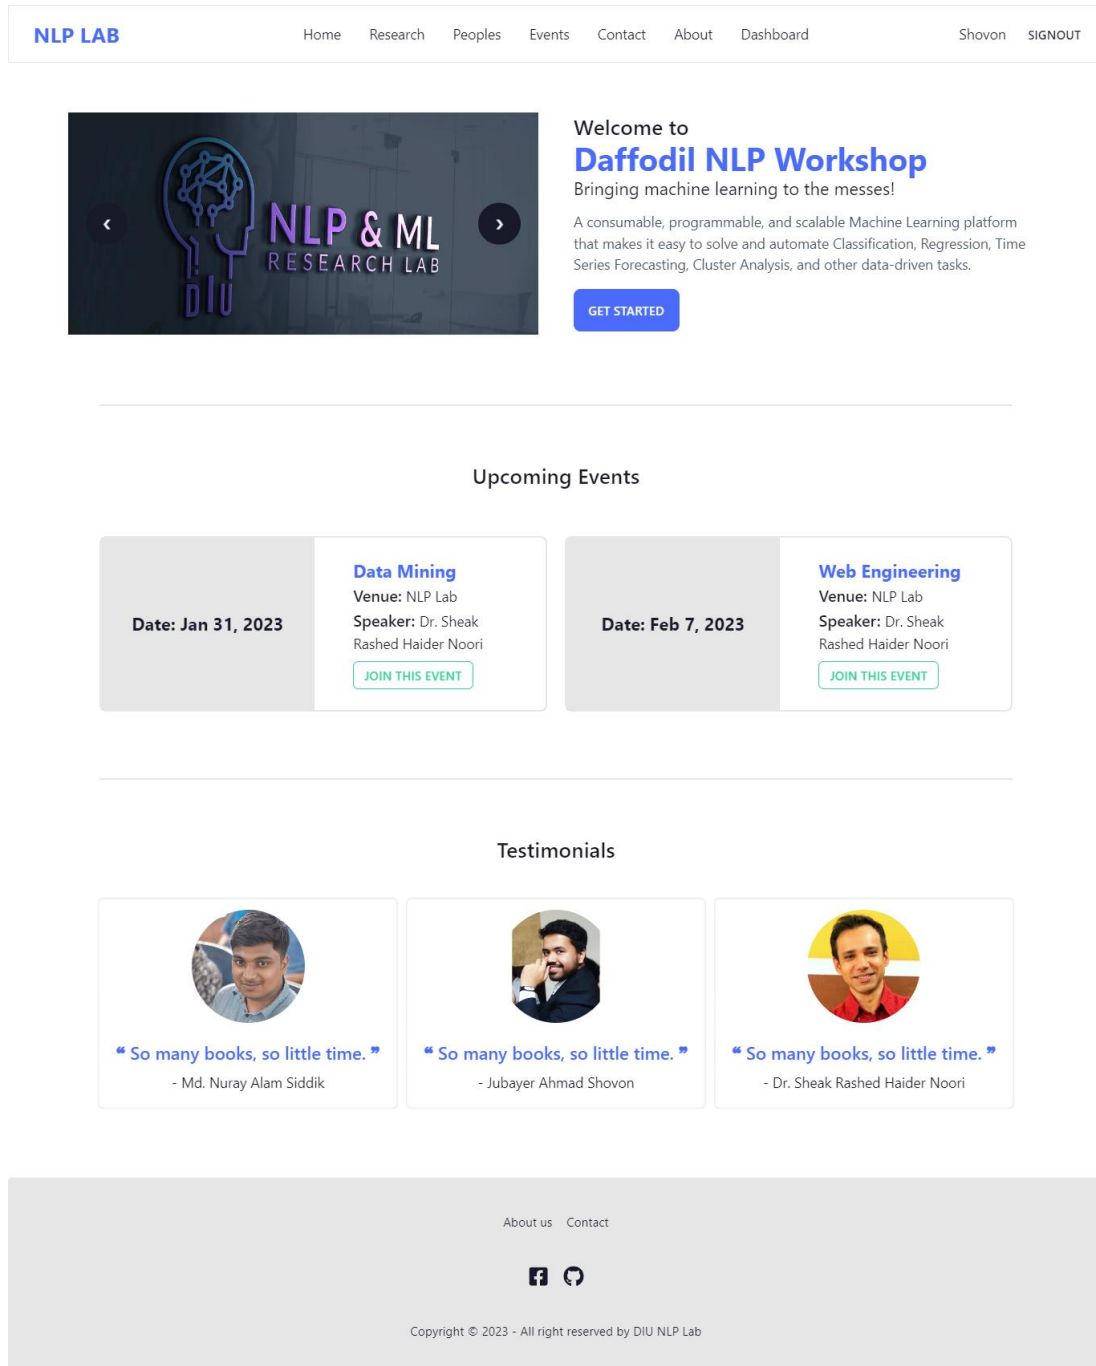 NLP LAB
Home Research Peoples Events Contact About Dashboard
Shovon SIGNOUT
NLP & ML
RESEARCH LAB
DIU
Welcome to
Daffodil NLP Workshop
Bringing machine learning to the messes!
A consumable, programmable, and scalable Machine Learning platform
that makes it easy to solve and automate Classification, Regression, Time
Series Forecasting, Cluster Analysis, and other data-driven tasks.
GET STARTED
Upcoming Events
Date: Jan 31, 2023
Data Mining
Venue: NLP Lab
Speaker: Dr. Sheak
Rashed Haider Noori
JOIN THIS EVENT
Date: Feb 7, 2023
Web Engineering
Venue: NLP Lab
Speaker: Dr. Sheak
Rashed Haider Noori
JOIN THIS EVENT
Testimonials
❝ So many books, so little time. ❞
- Md. Nuray Alam Siddik
❝ So many books, so little time. ❞
- Jubayer Ahmad Shovon
❝ So many books, so little time. ❞
- Dr. Sheak Rashed Haider Noori
About us Contact
Copyright © 2023 - All right reserved by DIU NLP Lab